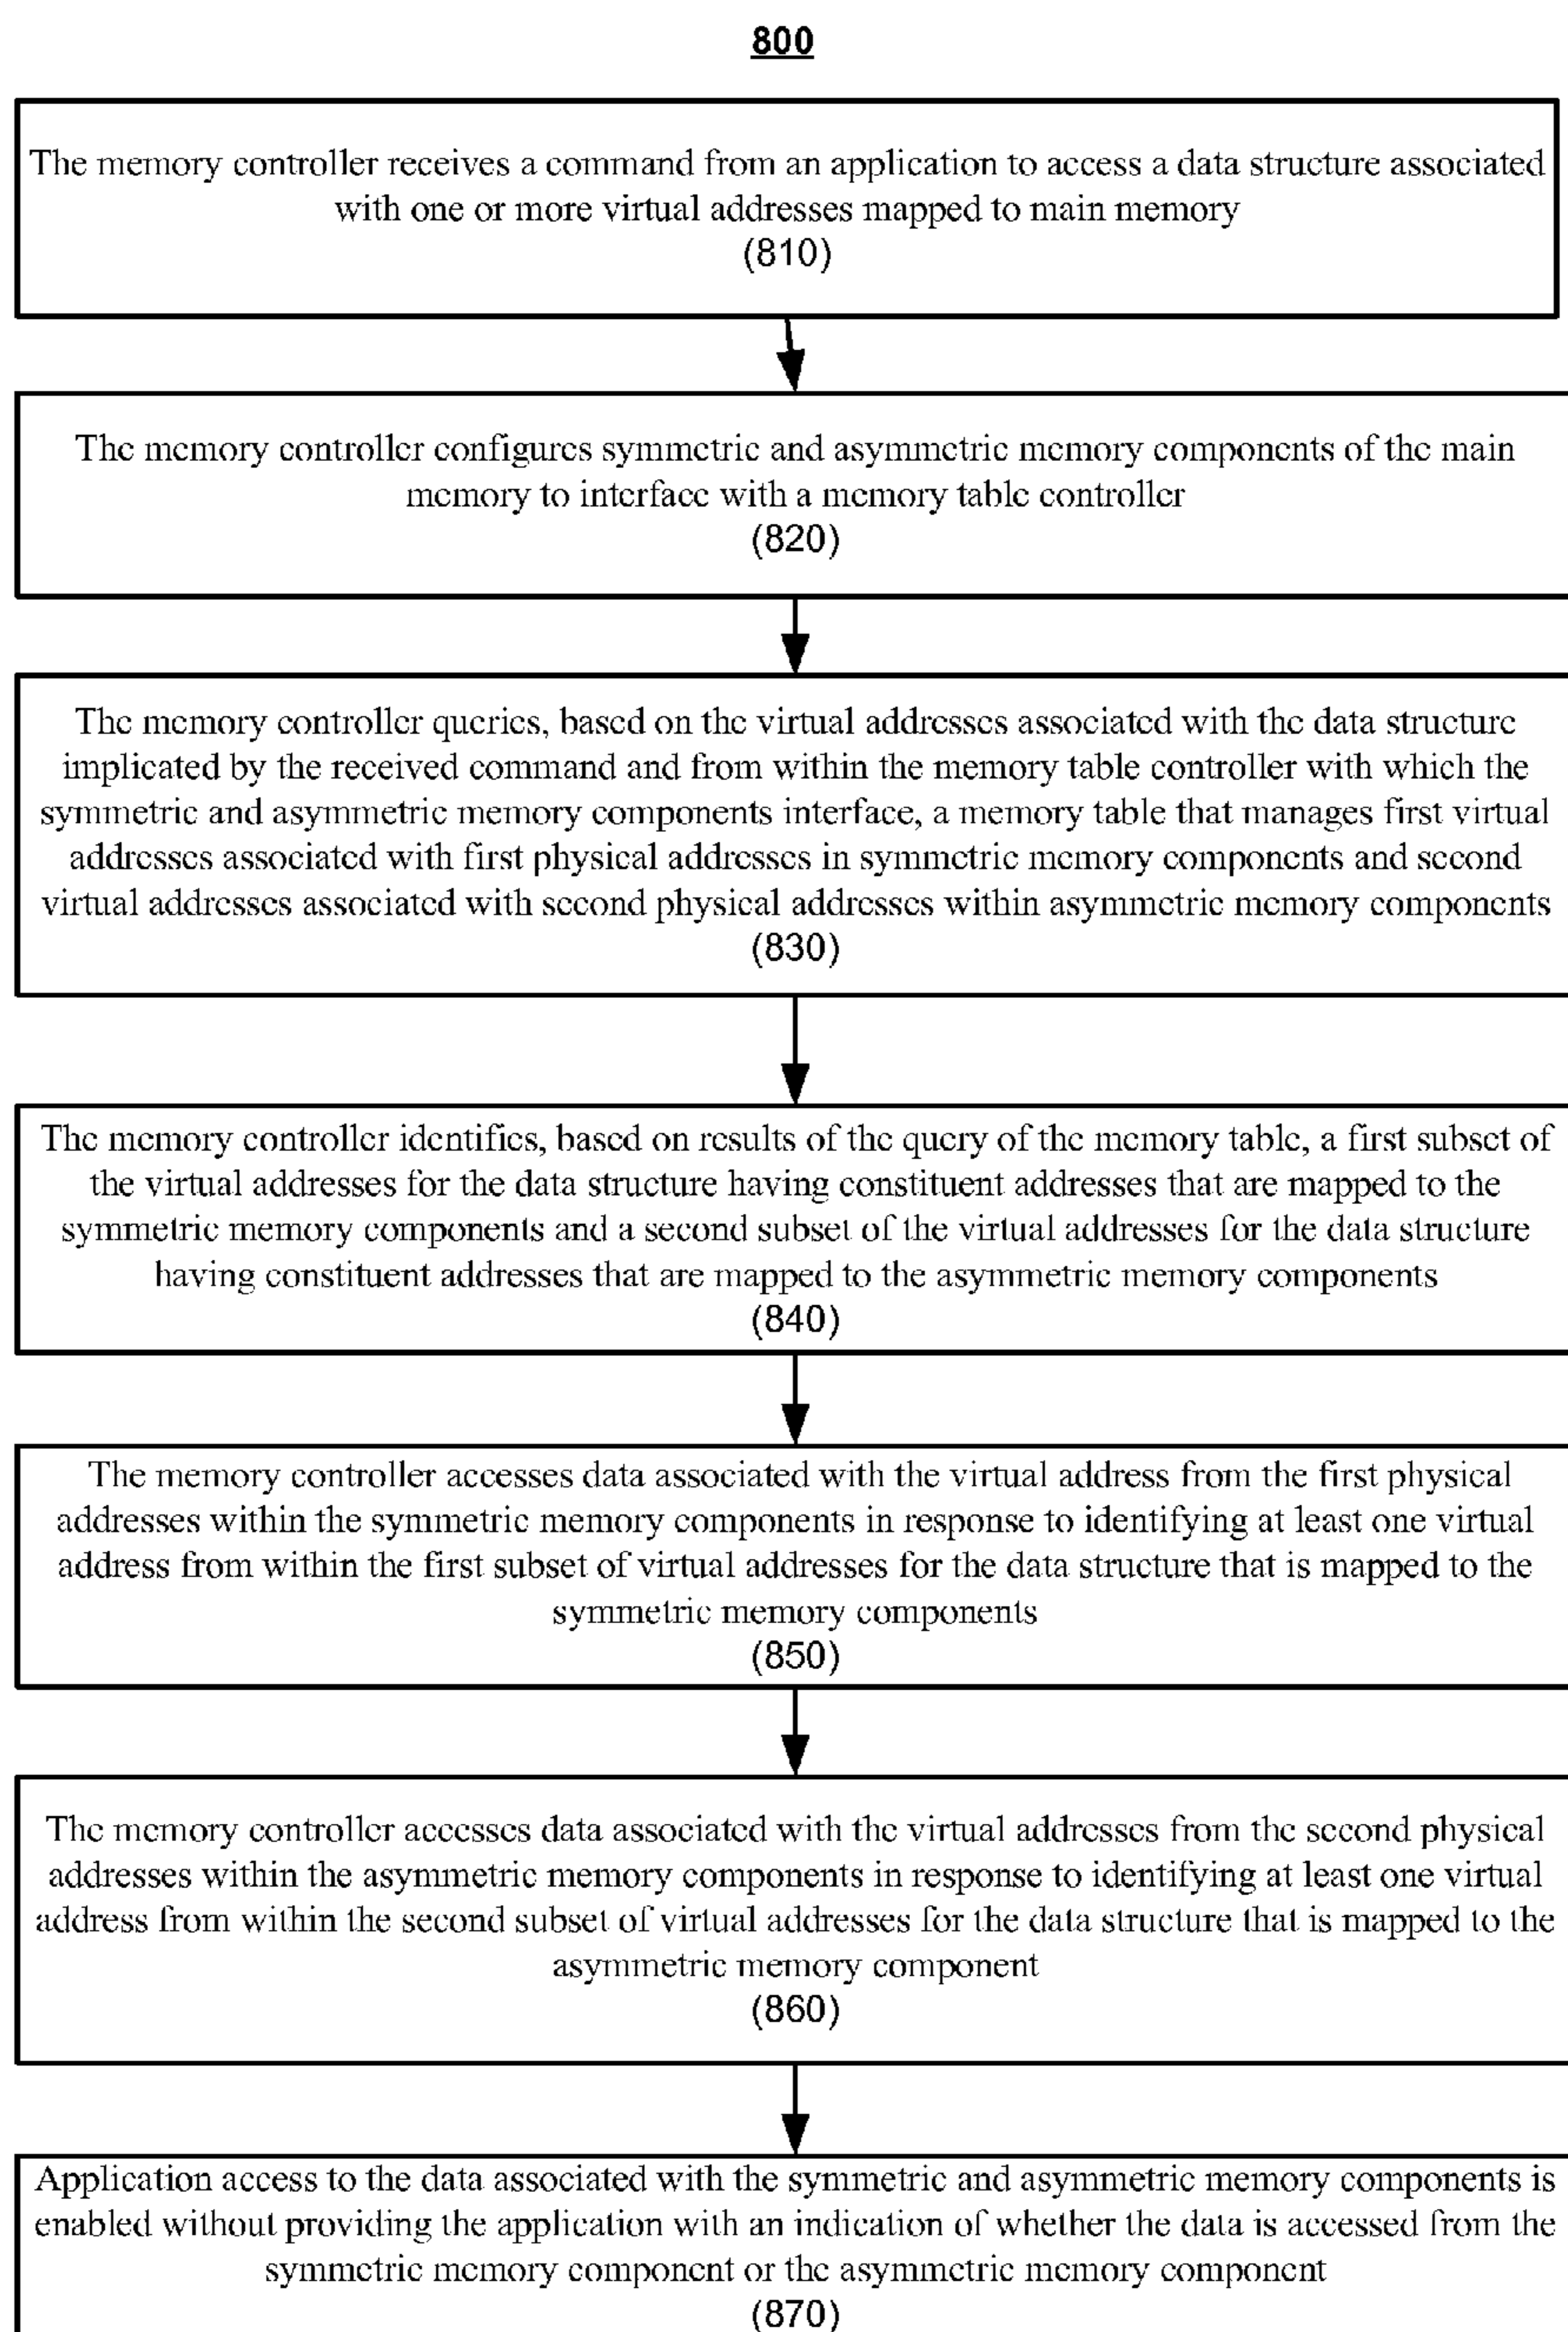 800
The memory controller receives a command from an application to access a data structure associated
with one or more virtual addresses mapped to main memory
(810)
The memory controller configures symmetric and asymmetric memory components of the main
memory to interface with a memory table controller
(820)
The memory controller queries, based on the virtual addresses associated with the data structure
implicated by the received command and from within the memory table controller with which the
symmetric and asymmetric memory components interface, a memory table that manages first virtual
addresses associated with first physical addresses in symmetric memory components and second
virtual addresses associated with second physical addresses within asymmetric memory components
(830)
The memory controller identifies, based on results of the query of the memory table, a first subset of
the virtual addresses for the data structure having constituent addresses that are mapped to the
symmetric memory components and a second subset of the virtual addresses for the data structure
having constituent addresses that are mapped to the asymmetric memory components
(840)
The memory controller accesses data associated with the virtual address from the first physical
addresses within the symmetric memory components in response to identifying at least one virtual
address from within the first subset of virtual addresses for the data structure that is mapped to the
symmetric memory components
(850)
The memory controller accesses data associated with the virtual addresses from the second physical
addresses within the asymmetric memory components in response to identifying at least one virtual
address from within the second subset of virtual addresses for the data structure that is mapped to the
asymmetric memory component
(860)
Application access to the data associated with the symmetric and asymmetric memory components is
enabled without providing the application with an indication of whether the data is accessed from the
symmetric memory component or the asymmetric memory component
(870)